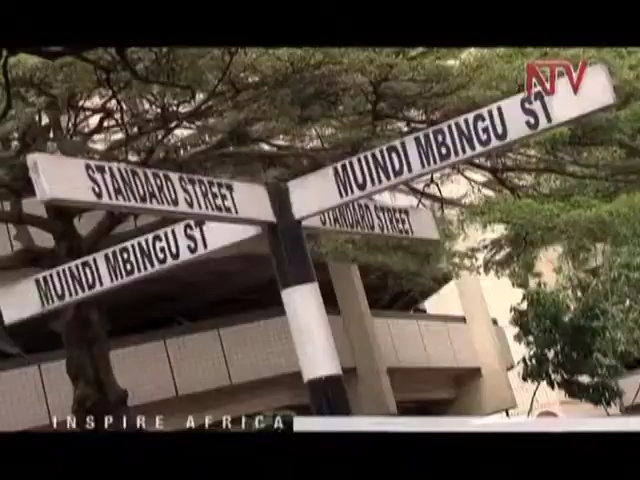 NTV
MUINDI MBINGU ST
STANDARD STREET
STANDARD STREET
MUINDI MBINGU ST
INSPIRE AFRICA